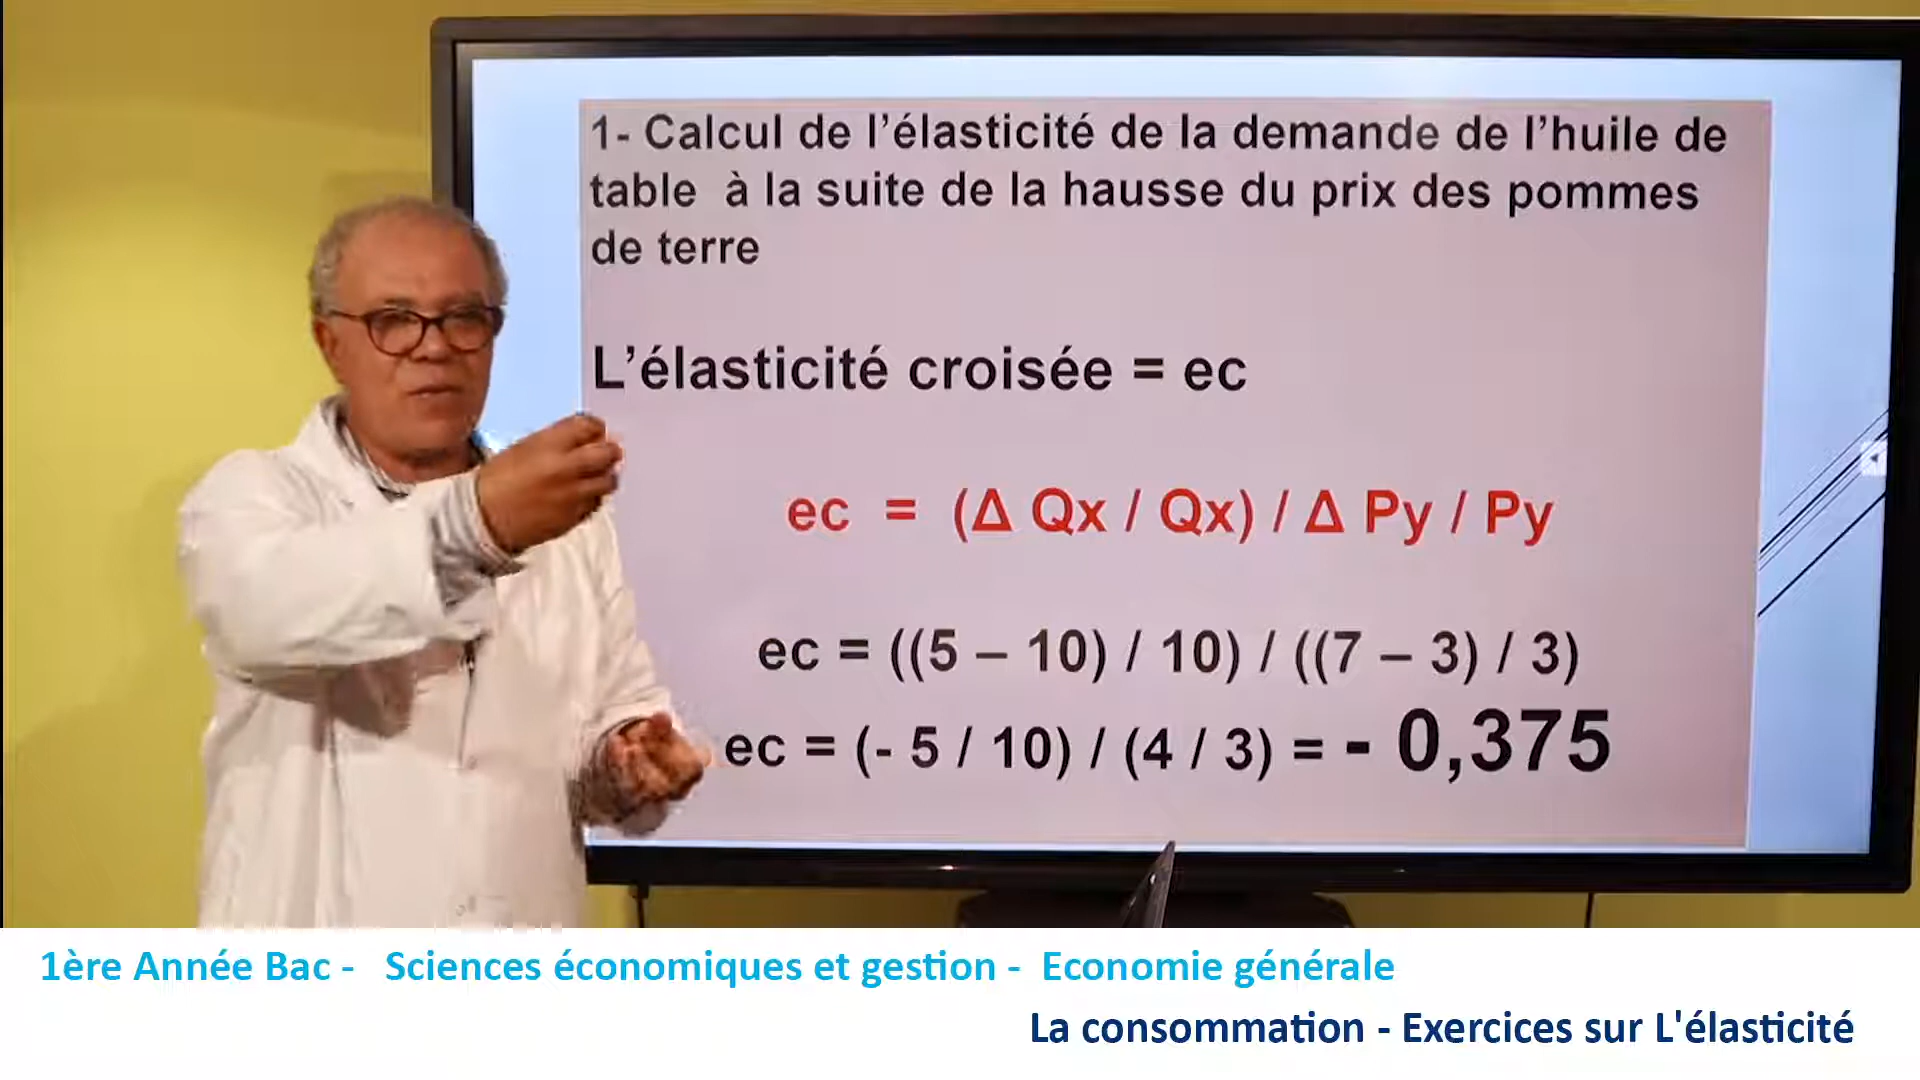 1- Calcul de l’élasticité de la demande de l’huile de
table à la suite de la hausse du prix des pommes
de terre
L’élasticité croisée = ec
ec = (Δ Qx / Qx) / Δ Py / Py
ec = ((5 – 10) / 10) / ((7 – 3) / 3)
ec = (- 5 / 10) / (4 / 3) = - 0,375
1ère Année Bac - Sciences économiques et gestion - Economie générale
La consommation - Exercices sur L'élasticité